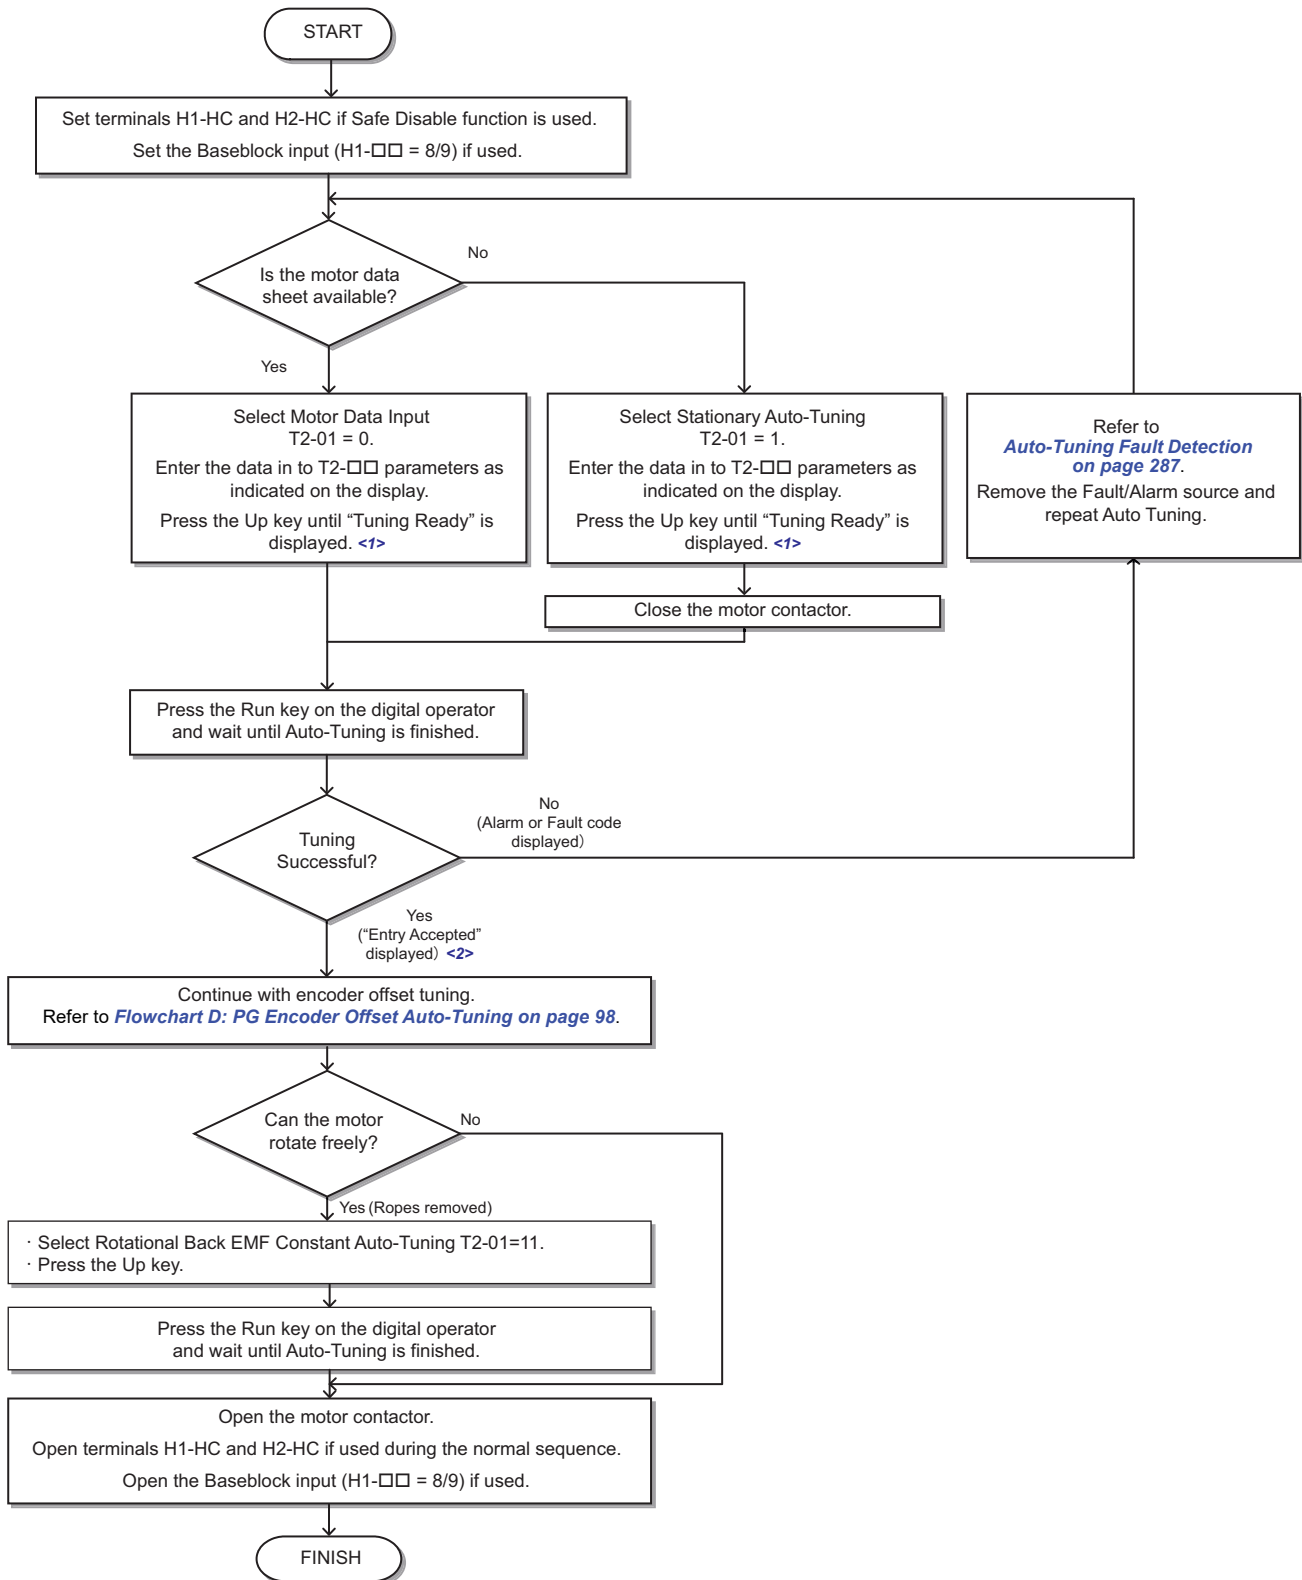 START
Set terminals H1-HC and H2-HC if Safe Disable function is used.
Set the Baseblock input (H1-□□ = 8/9) if used.
Is the motor data
sheet available?
No
Yes
Select Motor Data Input
T2-01 = 0.
Enter the data in to T2-□□ parameters as
indicated on the display.
Press the Up key until “Tuning Ready” is
displayed. <1>
Select Stationary Auto-Tuning
T2-01 = 1.
Enter the data in to T2-□□ parameters as
indicated on the display.
Press the Up key until “Tuning Ready” is
displayed. <1>
Refer to
Auto-Tuning Fault Detection
on page 287.
Remove the Fault/Alarm source and
repeat Auto Tuning.
Close the motor contactor.
Press the Run key on the digital operator
and wait until Auto-Tuning is finished.
Tuning
Successful?
No
(Alarm or Fault code
displayed)
Yes
(“Entry Accepted”
displayed) <2>
Continue with encoder offset tuning.
Refer to Flowchart D: PG Encoder Offset Auto-Tuning on page 98.
Can the motor
rotate freely?
No
Yes (Ropes removed)
· Select Rotational Back EMF Constant Auto-Tuning T2-01=11.
· Press the Up key.
Press the Run key on the digital operator
and wait until Auto-Tuning is finished.
Open the motor contactor.
Open terminals H1-HC and H2-HC if used during the normal sequence.
Open the Baseblock input (H1-□□ = 8/9) if used.
FINISH